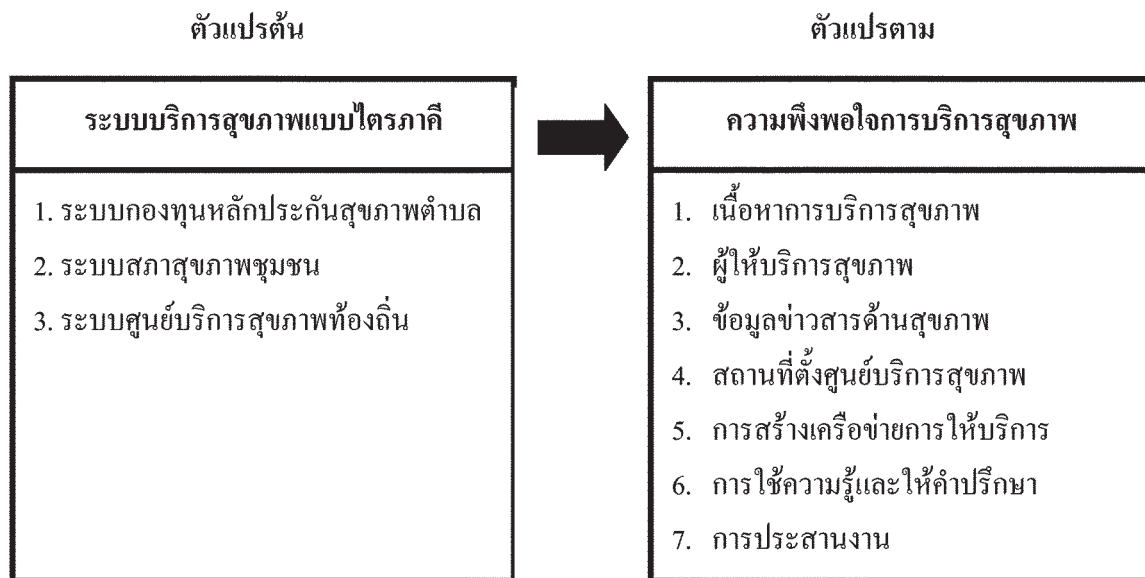 ตัวแปรต้น
ตัวแปรตาม
ระบบบริการสุขภาพแบบไตรภาคี
1. ระบบกองทุนหลักประกันสุขภาพตำบล
2. ระบบสภาสุขภาพชุมชน
3. ระบบศูนย์บริการสุขภาพท้องถิ่น
ความพึงพอใจการบริการสุขภาพ
1. เนื้อหาการบริการสุขภาพ
2. ผู้ให้บริการสุขภาพ
3. ข้อมูลข่าวสารด้านสุขภาพ
4. สถานที่ตั้งศูนย์บริการสุขภาพ
5. การสร้างเครือข่ายการให้บริการ
6. การใช้ความรู้และให้คำปรึกษา
7. การประสานงาน